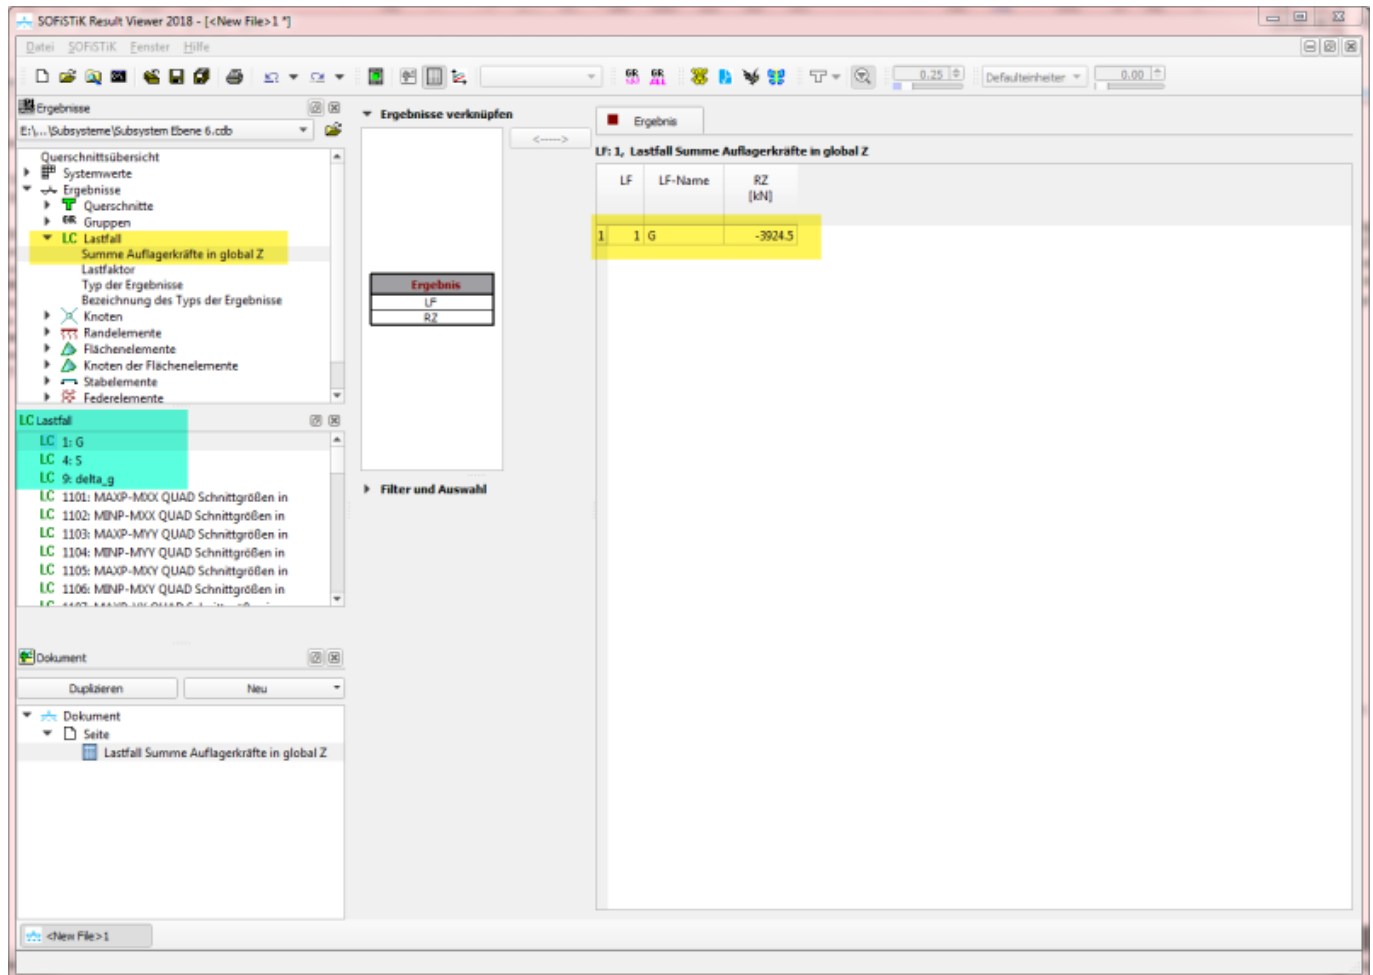 SOFiSTiK Result Viewer 2018 - [<New File>1 *]
Datei SOFiSTiK Fenster Hilfe
0.25 Defaulteinheiter 0.00
Ergebnisse
E:\...\Subsysteme\Subsystem Ebene 6.cdb
Querschnittsübersicht
Systemwerte
Ergebnisse
Querschnitte
GR Gruppen
LC Lastfall
Summe Auflagerkräfte in global Z
Lastfaktor
Typ der Ergebnisse
Bezeichnung des Typs der Ergebnisse
Knoten
Randelemente
Flächenelemente
Knoten der Flächenelemente
Stabelemente
Federelemente
LC Lastfall
LC 1: G
LC 4: S
LC 9: delta_g
LC 1101: MAXP-MXX QUAD Schnittgrößen in
LC 1102: MINP-MXX QUAD Schnittgrößen in
LC 1103: MAXP-MYY QUAD Schnittgrößen in
LC 1104: MINP-MYY QUAD Schnittgrößen in
LC 1105: MAXP-MXY QUAD Schnittgrößen in
LC 1106: MINP-MXY QUAD Schnittgrößen in
Dokument
Duplizieren Neu
Dokument
Seite
Lastfall Summe Auflagerkräfte in global Z
Ergebnisse verknüpfen
<----->
Ergebnis
LF
RZ
Filter und Auswahl
Ergebnis
LF: 1, Lastfall Summe Auflagerkräfte in global Z
LF LF-Name RZ
[kN]
1 1 G -3924.5
<New File>1